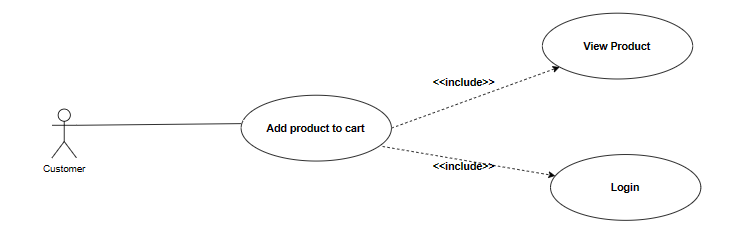 View Product
<<include>>
Add product to cart
Customer
<<include>>
Login